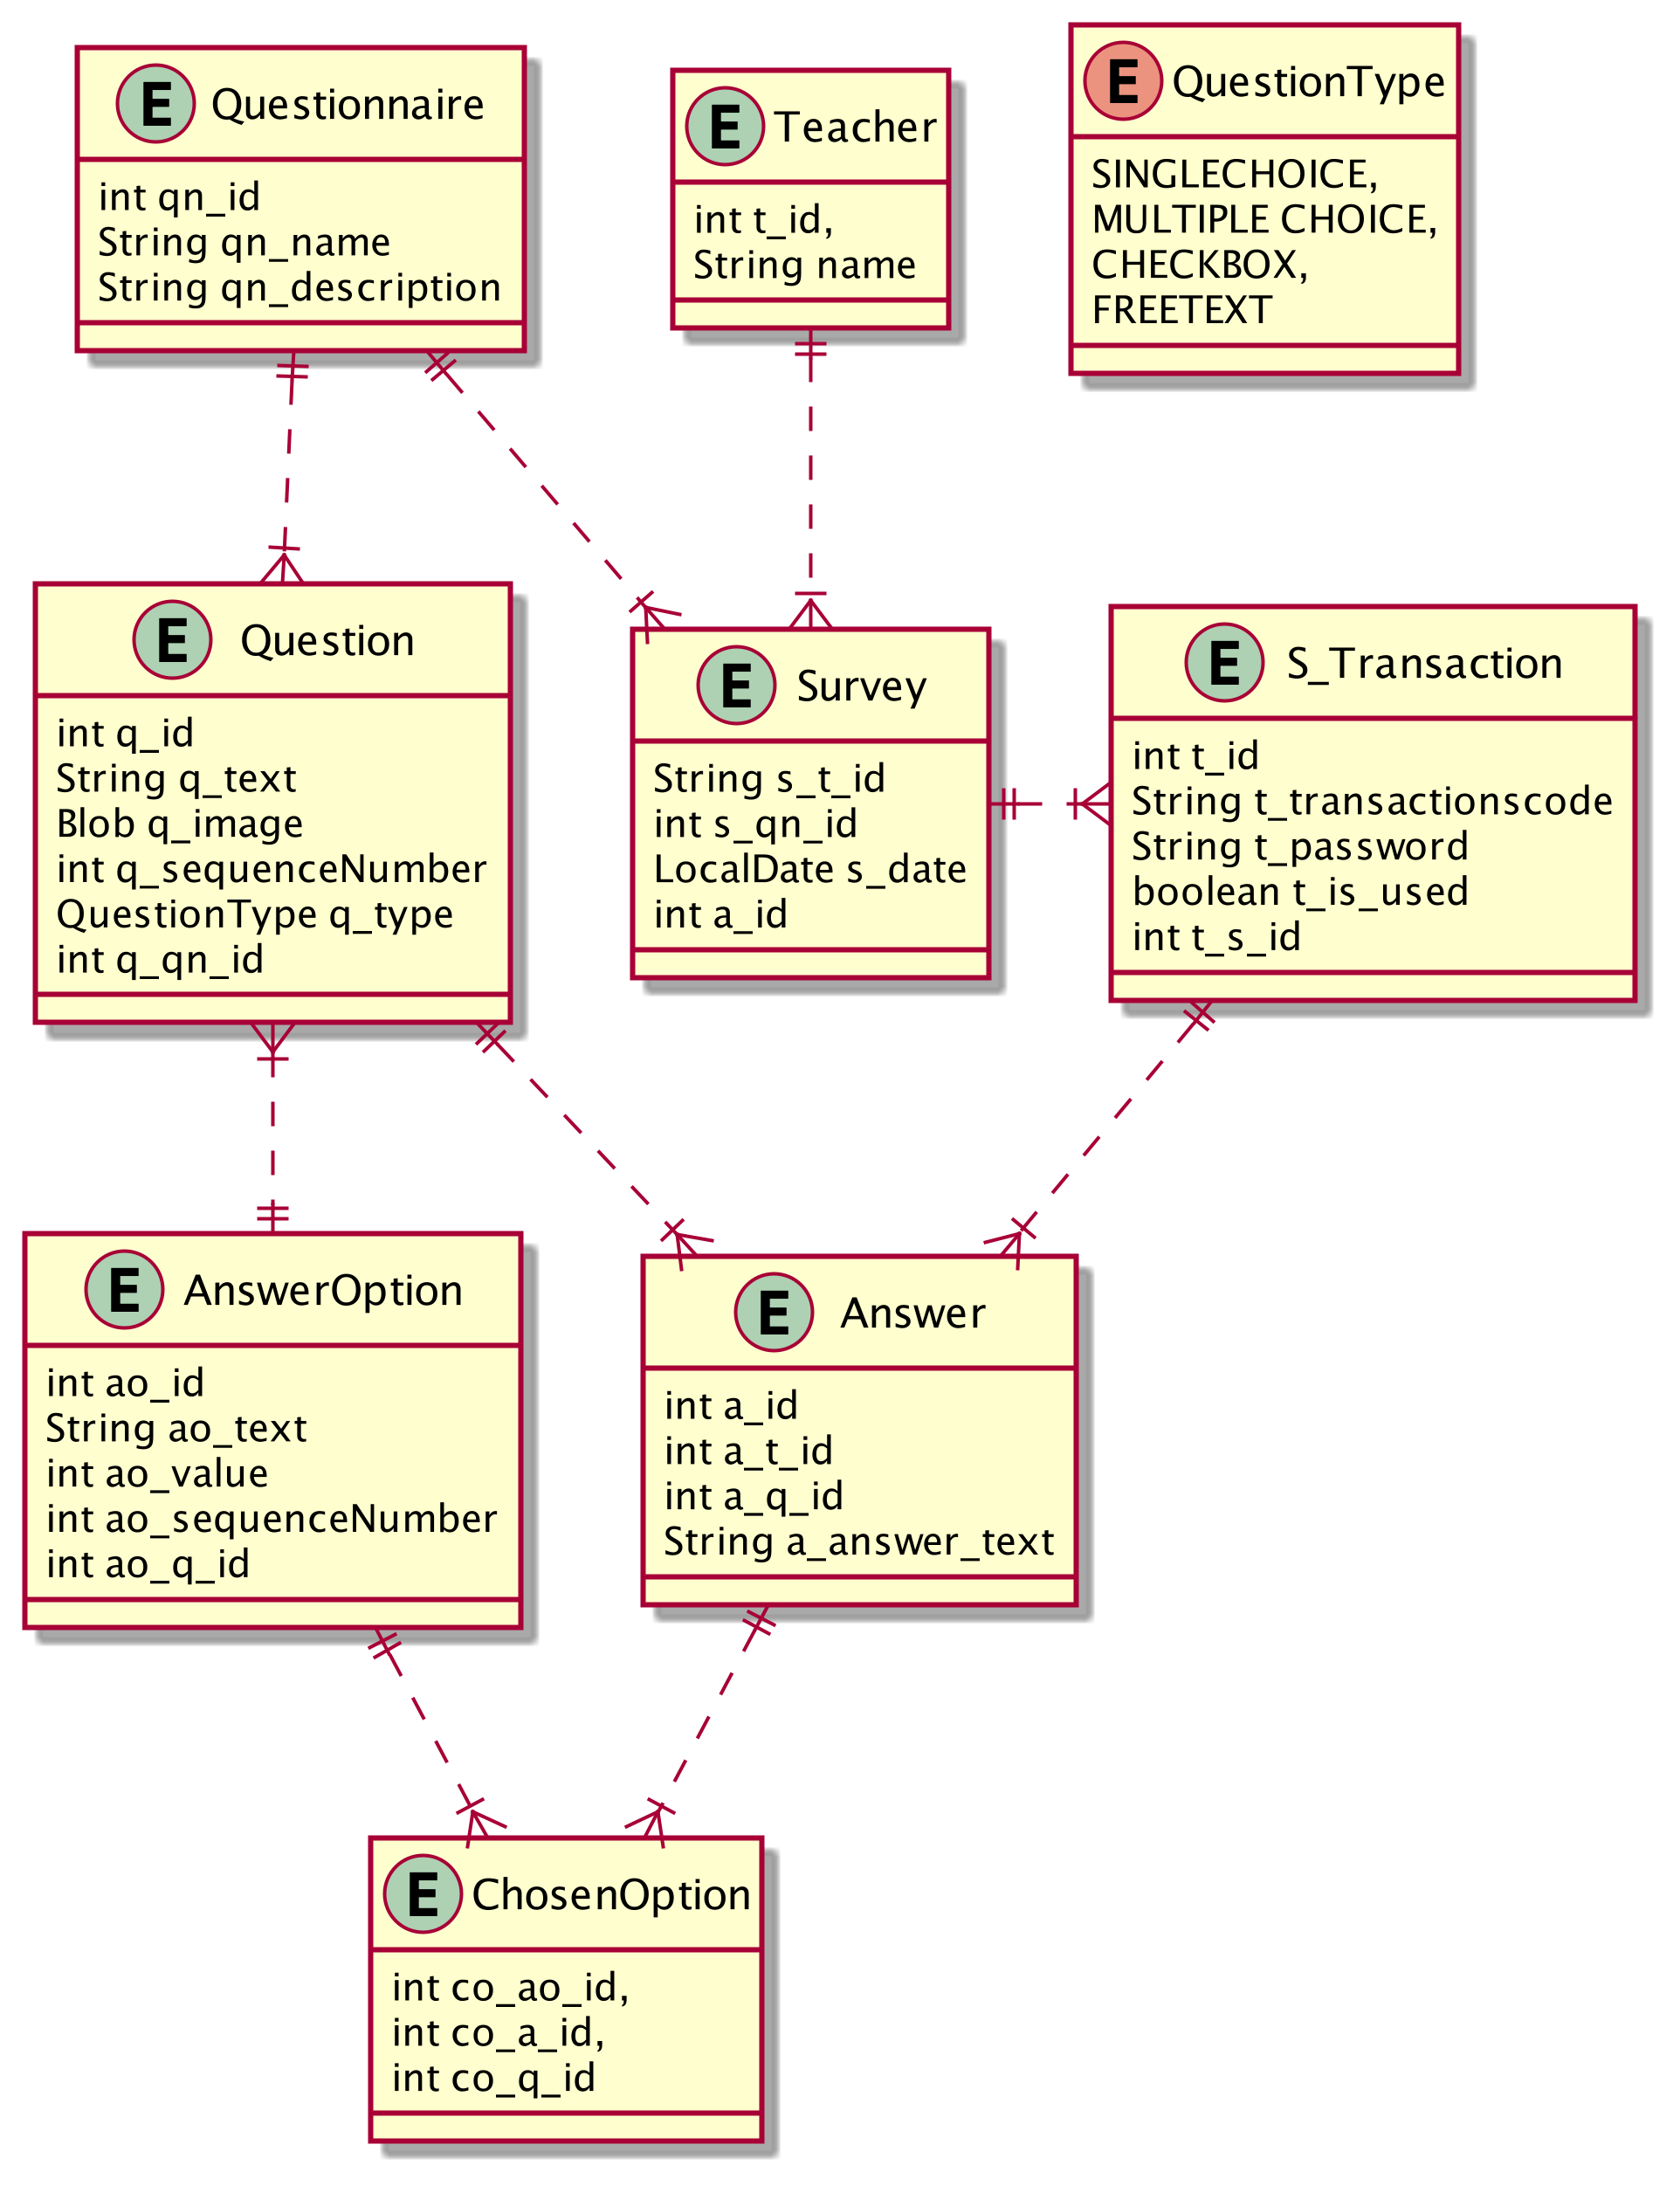 E Questionnaire
int qn_id
String qn_name
String qn_description
E Teacher
int t_id,
String name
E QuestionType
SINGLECHOICE,
MULTIPLE CHOICE,
CHECKBOX,
FREETEXT
E Question
int q_id
String q_text
Blob q_image
int q_sequenceNumber
QuestionType q_type
int q_qn_id
E Survey
String s_t_id
int s_qn_id
LocalDate s_date
int a_id
E S_Transaction
int t_id
String t_transactionscode
String t_password
boolean t_is_used
int t_s_id
E AnswerOption
int ao_id
String ao_text
int ao_value
int ao_sequenceNumber
int ao_q_id
E Answer
int a_id
int a_t_id
int a_q_id
String a_answer_text
E ChosenOption
int co_ao_id,
int co_a_id,
int co_q_id